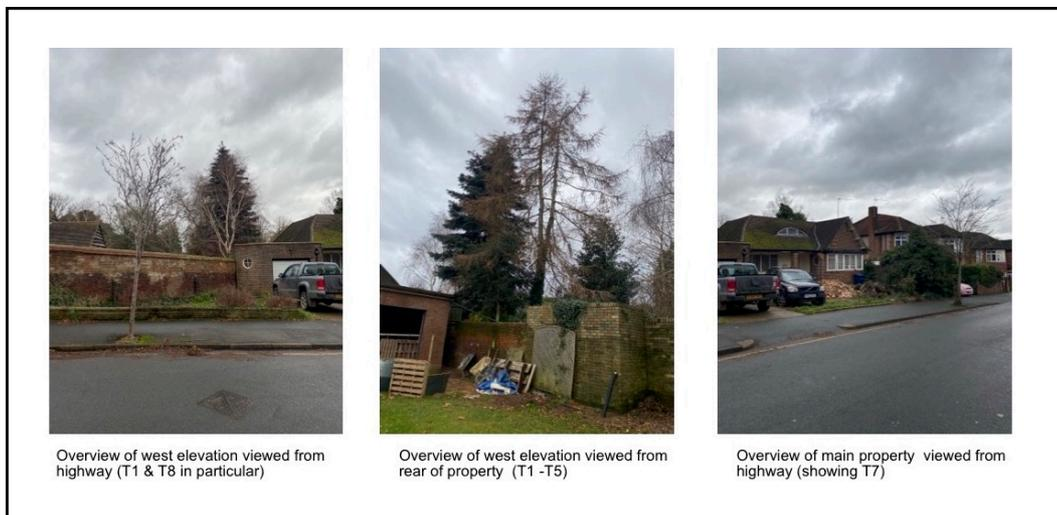 Overview of west elevation viewed from
highway (T1 & T8 in particular)
Overview of west elevation viewed from
rear of property (T1 -T5)
Overview of main property viewed from
highway (showing T7)